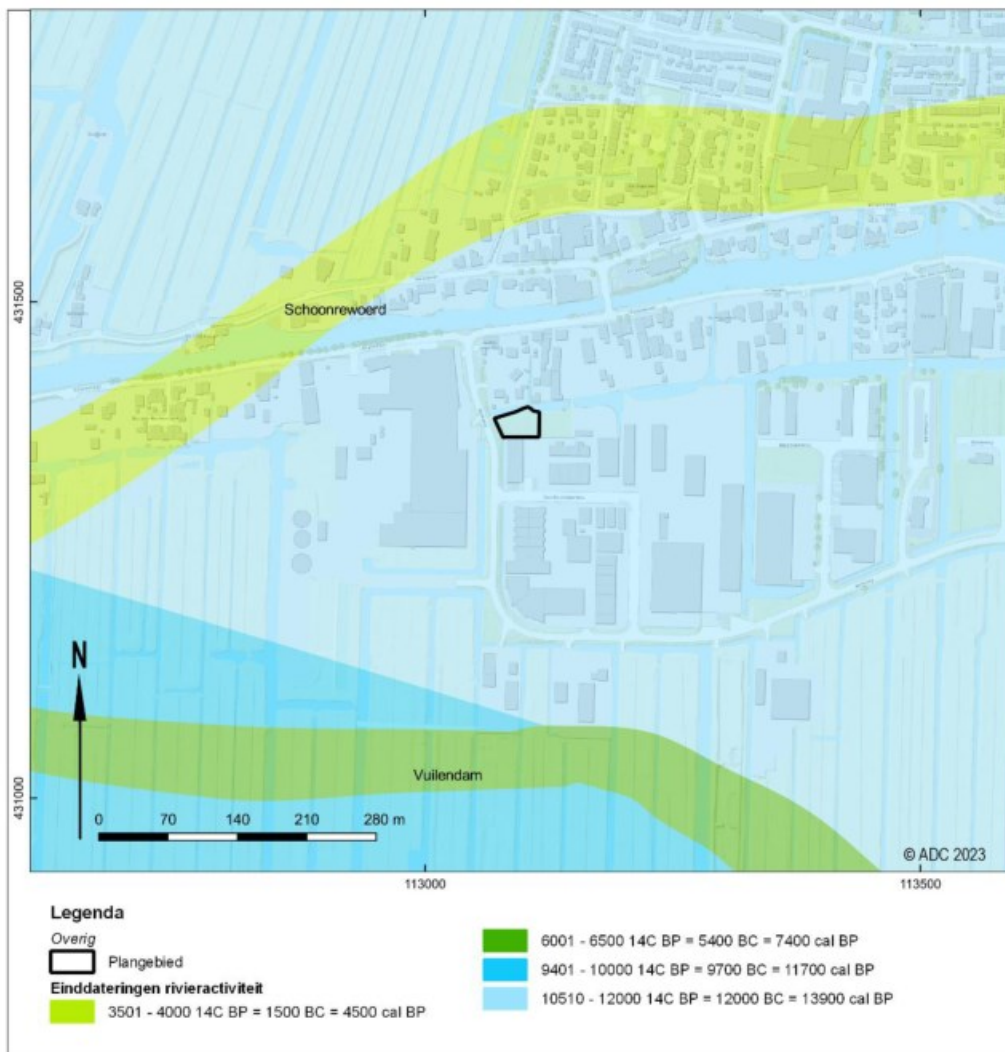 431500
Schoonrewoerd
N
431000
Vuilendam
0 70 140 210 280 m
© ADC 2023
113000 113500
Legenda
Overig
Plangebied
Einddateringen rivieractiviteit
3501 - 4000 14C BP = 1500 BC = 4500 cal BP
6001 - 6500 14C BP = 5400 BC = 7400 cal BP
9401 - 10000 14C BP = 9700 BC = 11700 cal BP
10510 - 12000 14C BP = 12000 BC = 13900 cal BP